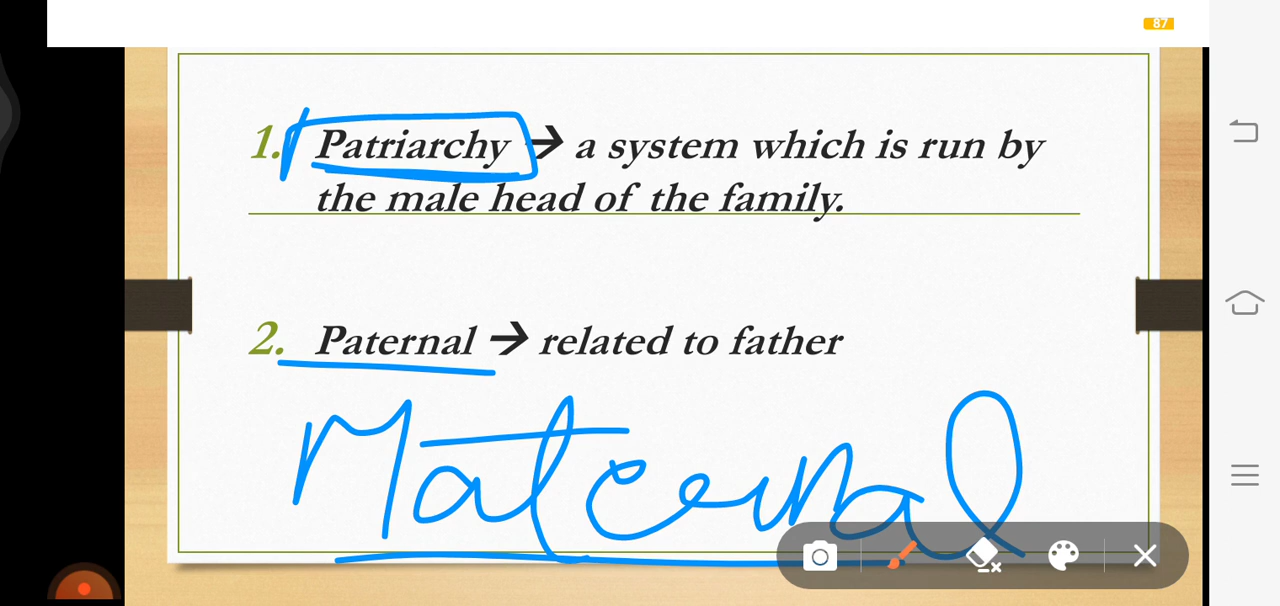 87
1. Patriarchy → a system which is run by
the male head of the family.
2. Paternal → related to father
Maternal